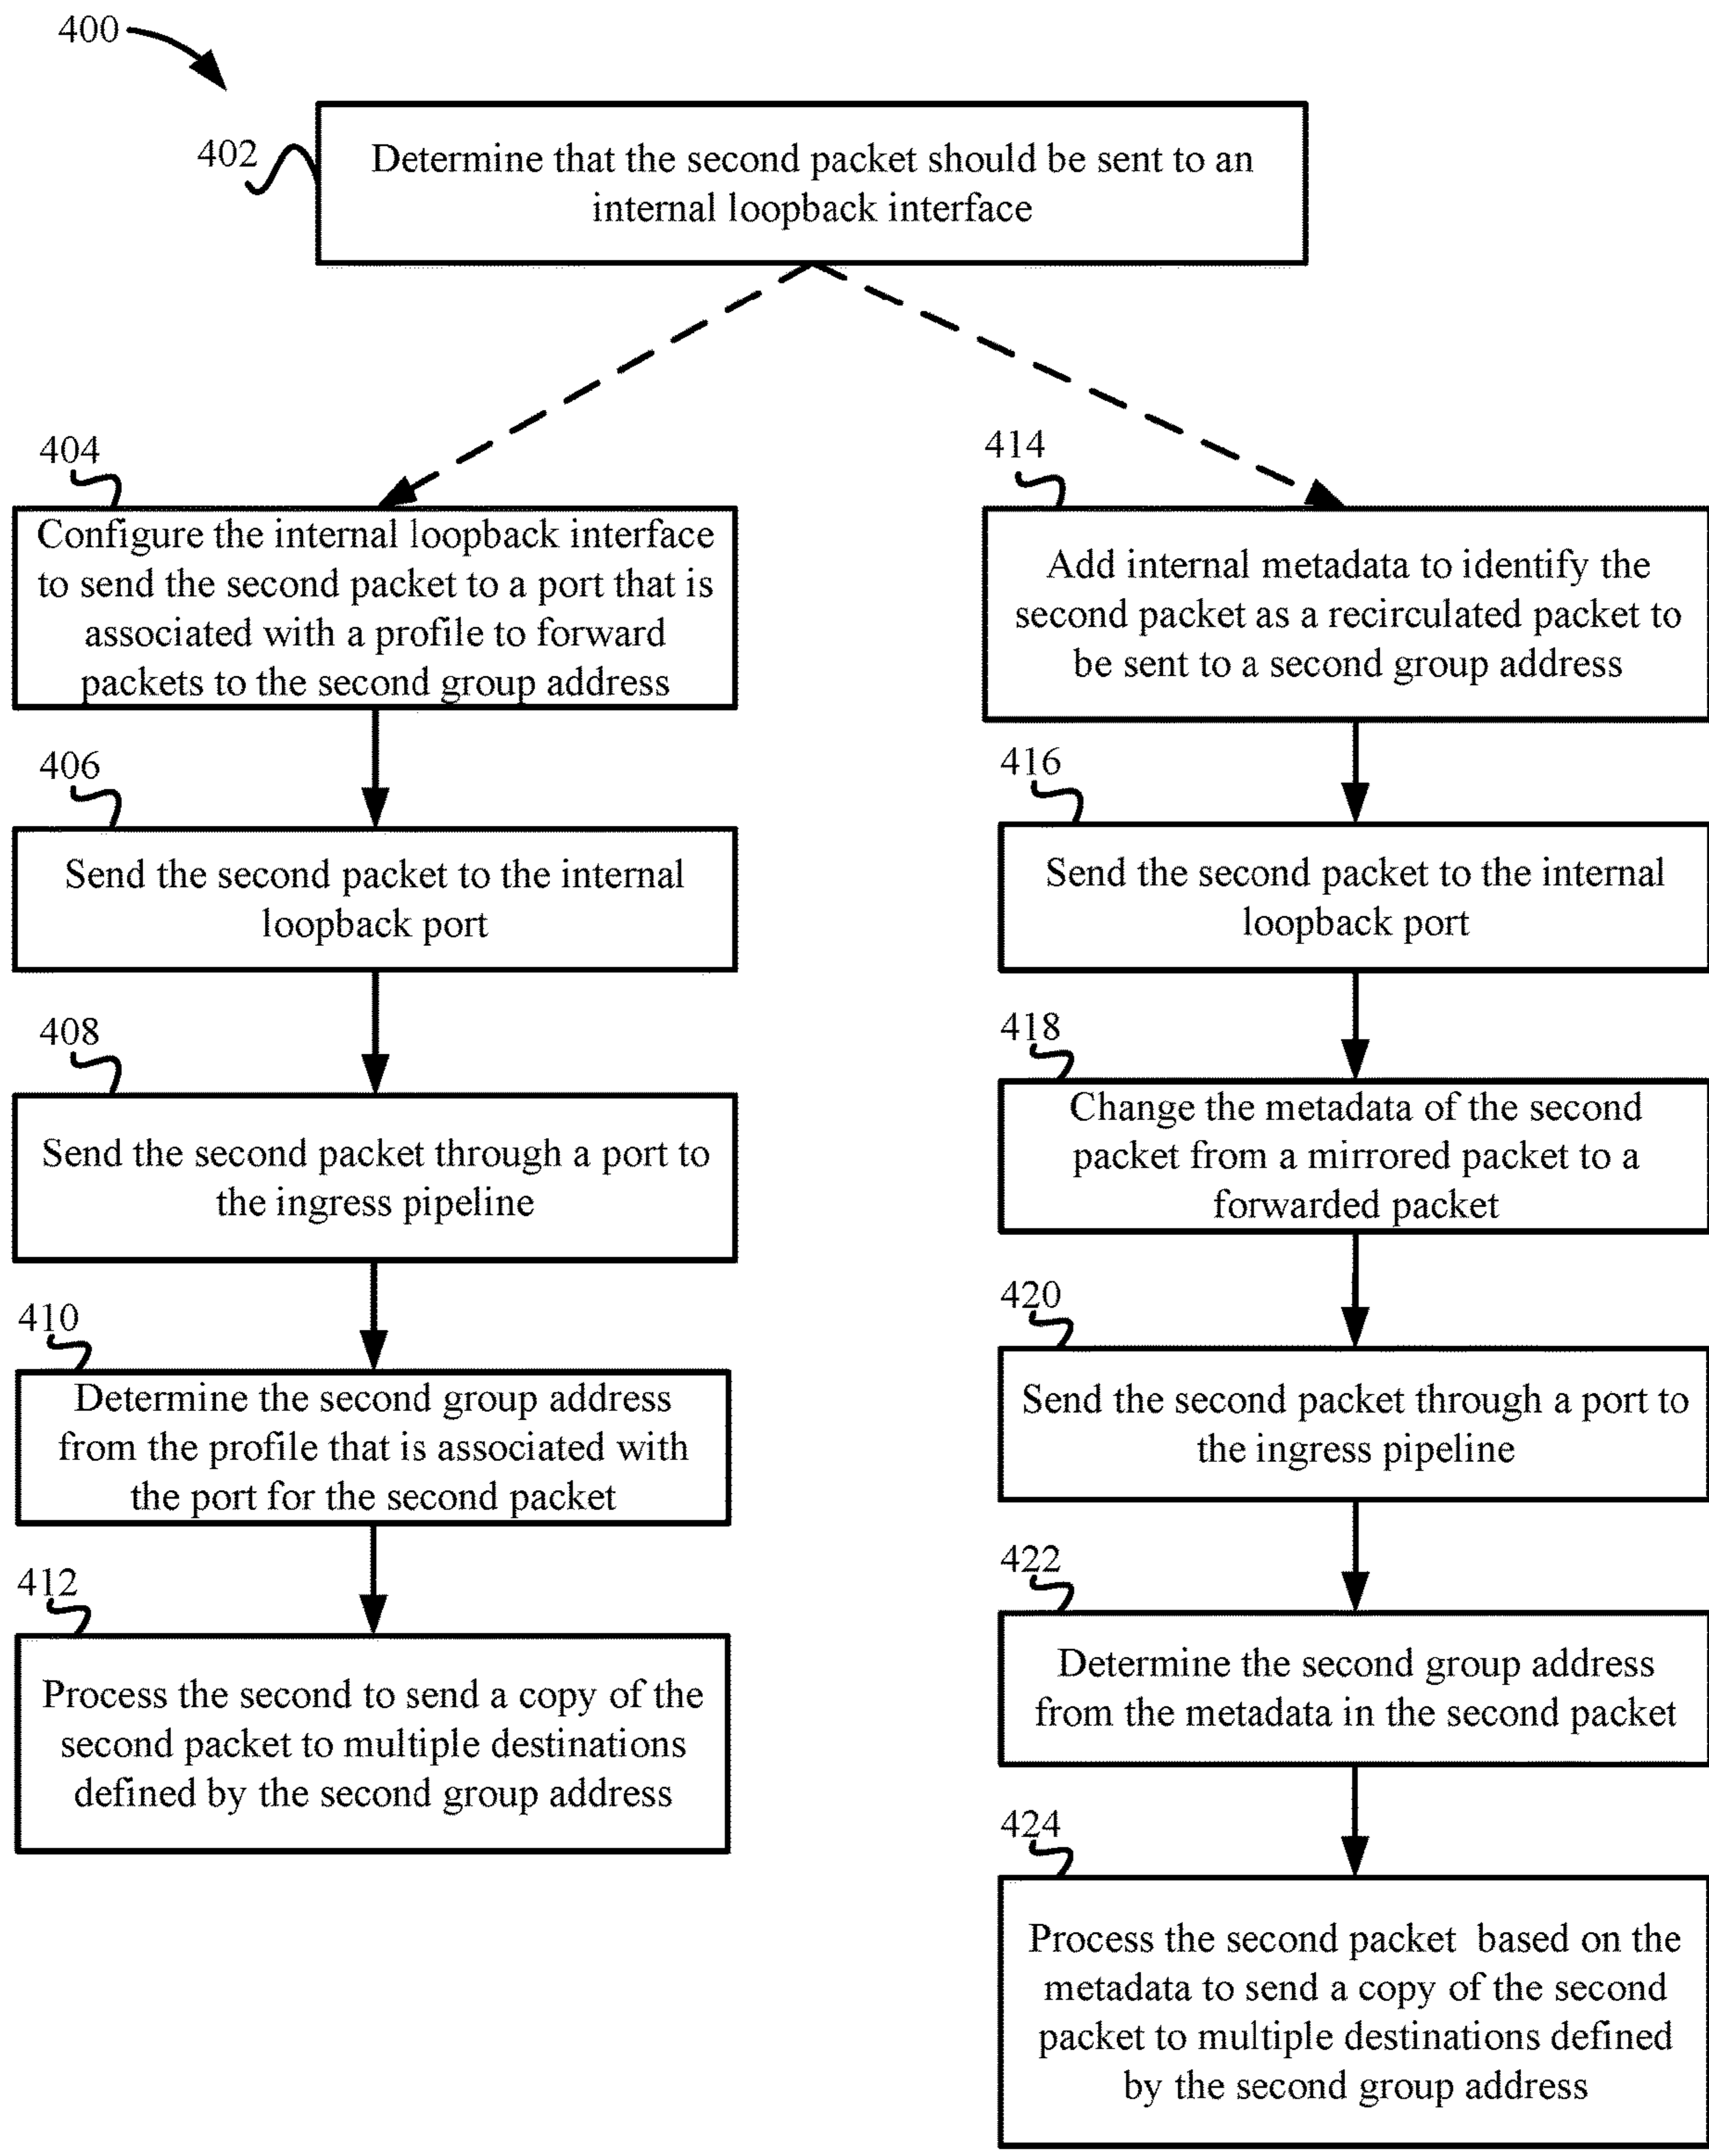 400
402
Determine that the second packet should be sent to an
internal loopback interface
404
Configure the internal loopback interface
to send the second packet to a port that is
associated with a profile to forward
packets to the second group address
406
Send the second packet to the internal
loopback port
408
Send the second packet through a port to
the ingress pipeline
410
Determine the second group address
from the profile that is associated with
the port for the second packet
412
Process the second to send a copy of the
second packet to multiple destinations
defined by the second group address
414
Add internal metadata to identify the
second packet as a recirculated packet to
be sent to a second group address
416
Send the second packet to the internal
loopback port
418
Change the metadata of the second
packet from a mirrored packet to a
forwarded packet
420
Send the second packet through a port to
the ingress pipeline
422
Determine the second group address
from the metadata in the second packet
424
Process the second packet  based on the
metadata to send a copy of the second
packet to multiple destinations defined
by the second group address